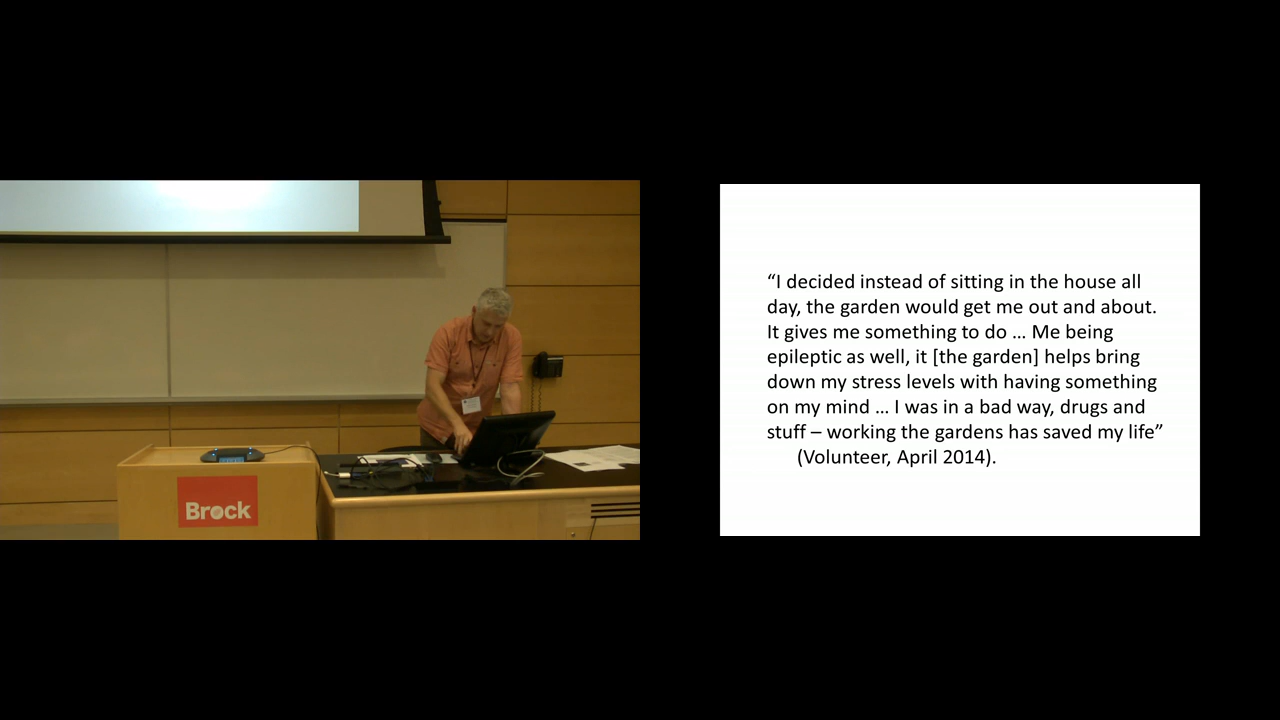 Brock
“I decided instead of sitting in the house all
day, the garden would get me out and about.
It gives me something to do … Me being
epileptic as well, it [the garden] helps bring
down my stress levels with having something
on my mind … I was in a bad way, drugs and
stuff – working the gardens has saved my life”
(Volunteer, April 2014).